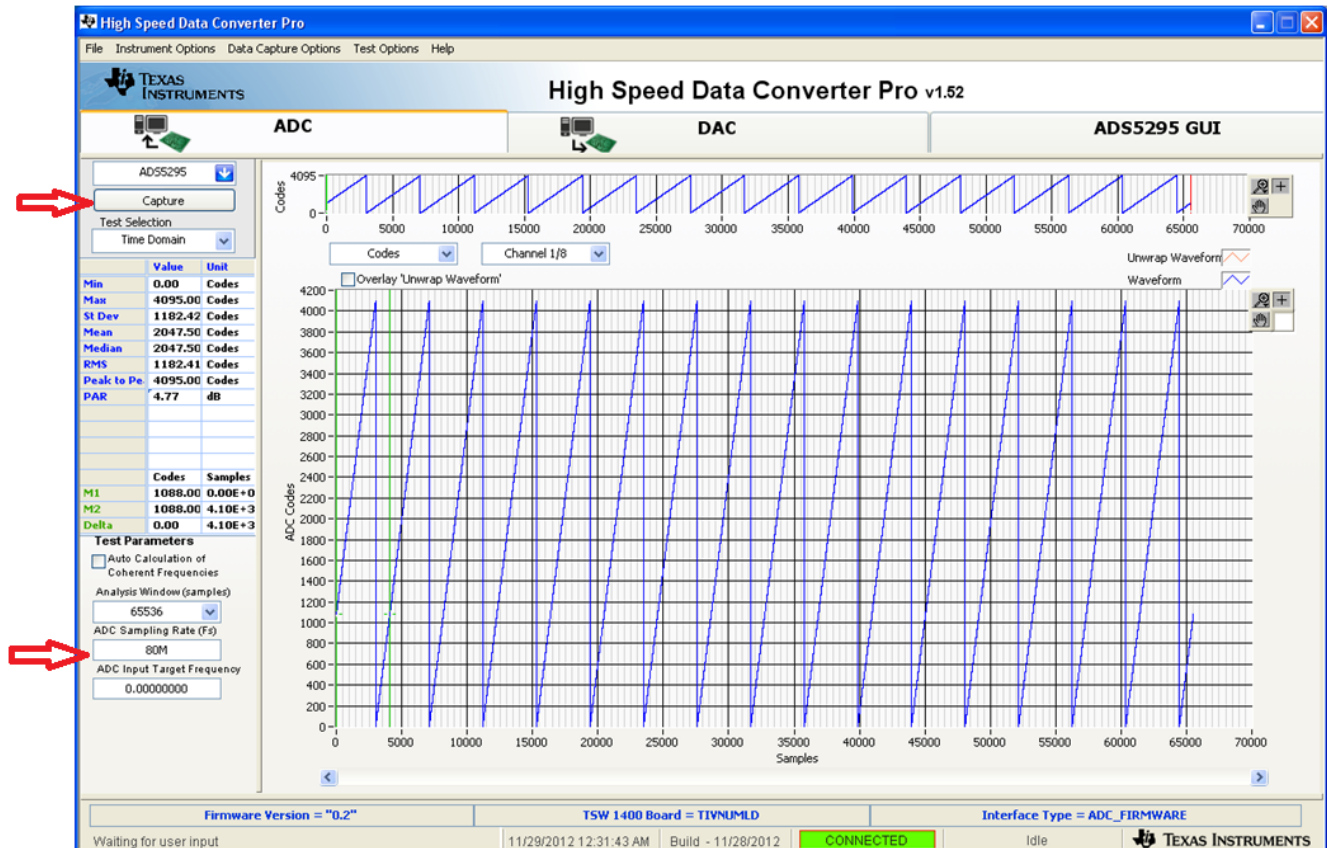 High Speed Data Converter Pro
File Instrument Options Data Capture Options Test Options Help
TEXAS INSTRUMENTS
High Speed Data Converter Pro v1.52
ADC
DAC
ADS5295 GUI
ADS5295
Capture
Test Selection
Time Domain
Value Unit
Min 0.00 Codes
Max 4095.00 Codes
St Dev 1182.42 Codes
Mean 2047.50 Codes
Median 2047.50 Codes
RMS 1182.41 Codes
Peak to Pe 4095.00 Codes
PAR 4.77 dB
Codes Samples
M1 1088.00 0.00E+0
M2 1088.00 4.10E+3
Delta 0.00 4.10E+3
Test Parameters
Auto Calculation of
Coherent Frequencies
Analysis Window (samples)
65536
ADC Sampling Rate (Fs)
80M
ADC Input Target Frequency
0.00000000
Codes
4095
0
0 5000 10000 15000 20000 25000 30000 35000 40000 45000 50000 55000 60000 65000 70000
Codes
Channel 1/8
Unwrap Waveform
Overlay 'Unwrap Waveform'
Waveform
ADC Codes
4200
4000
3800
3600
3400
3200
3000
2800
2600
2400
2200
2000
1800
1600
1400
1200
1000
800
600
400
200
0
0 5000 10000 15000 20000 25000 30000 35000 40000 45000 50000 55000 60000 65000 70000
Samples
Firmware Version = "0.2"
TSW 1400 Board = TIVNUMLD
Interface Type = ADC_FIRMWARE
Waiting for user input
11/29/2012 12:31:43 AM
Build - 11/28/2012
CONNECTED
Idle
TEXAS INSTRUMENTS